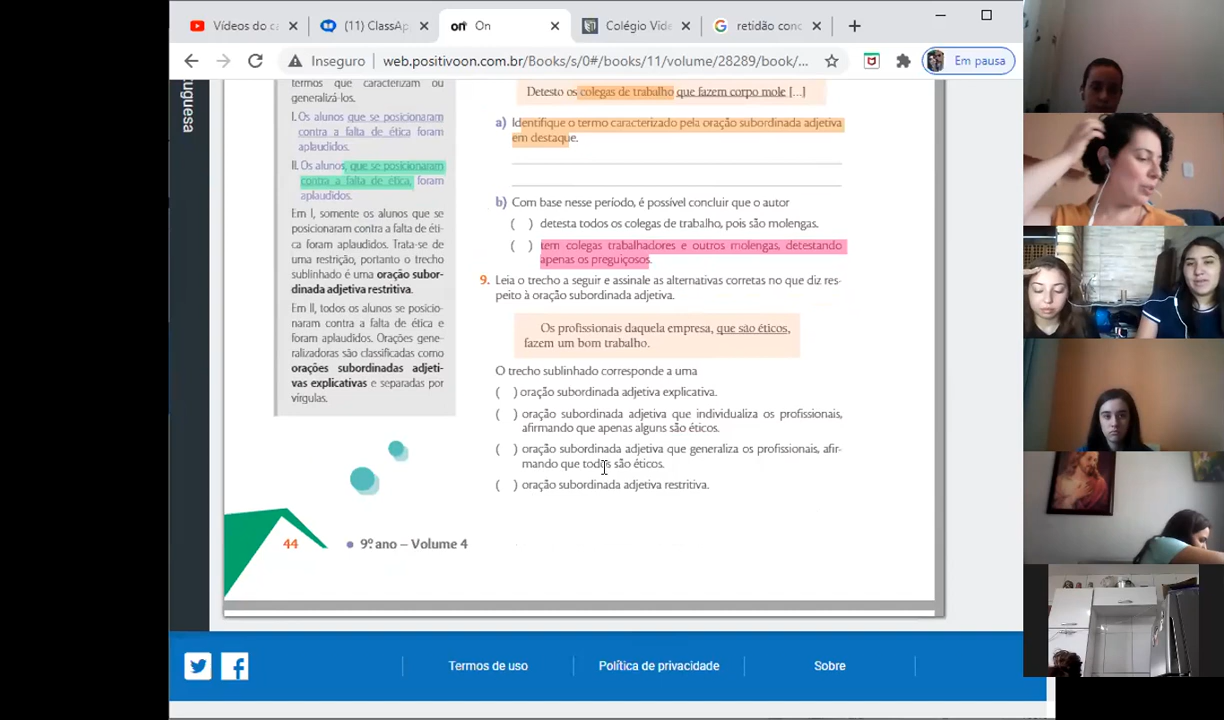 Vídeos do ca
(11) ClassAp
on
On
Colégio Vide
retidão conc
Inseguro
web.positivoon.com.br/Books/s/0#/books/11/volume/28289/book/...
Em pausa
tuguesa
termos que caracterizam ou
generalizá-los.
I. Os alunos que se posicionaram
contra a falta de ética foram
aplaudidos.
II. Os alunos, que se posicionaram
contra a falta de ética, foram
aplaudidos.
Em I, somente os alunos que se
posicionaram contra a falta de éti-
ca foram aplaudidos. Trata-se de
uma restrição, portanto o trecho
sublinhado é uma oração subor-
dinada adjetiva restritiva.
Em II, todos os alunos se posicio-
naram contra a falta de ética e
foram aplaudidos. Orações gene-
ralizadoras são classificadas como
orações subordinadas adjeti-
vas explicativas e separadas por
vírgulas.
Detesto os colegas de trabalho que fazem corpo mole [...]
a) Identifique o termo caracterizado pela oração subordinada adjetiva
em destaque.
b) Com base nesse período, é possível concluir que o autor
( ) detesta todos os colegas de trabalho, pois são molengas.
( ) tem colegas trabalhadores e outros molengas, detestando
apenas os preguiçosos.
9. Leia o trecho a seguir e assinale as alternativas corretas no que diz res-
peito à oração subordinada adjetiva.
Os profissionais daquela empresa, que são éticos,
fazem um bom trabalho.
O trecho sublinhado corresponde a uma
( ) oração subordinada adjetiva explicativa.
( ) oração subordinada adjetiva que individualiza os profissionais,
afirmando que apenas alguns são éticos.
( ) oração subordinada adjetiva que generaliza os profissionais, afir-
mando que todos são éticos.
( ) oração subordinada adjetiva restritiva.
44
9º. ano – Volume 4
Termos de uso
Política de privacidade
Sobre